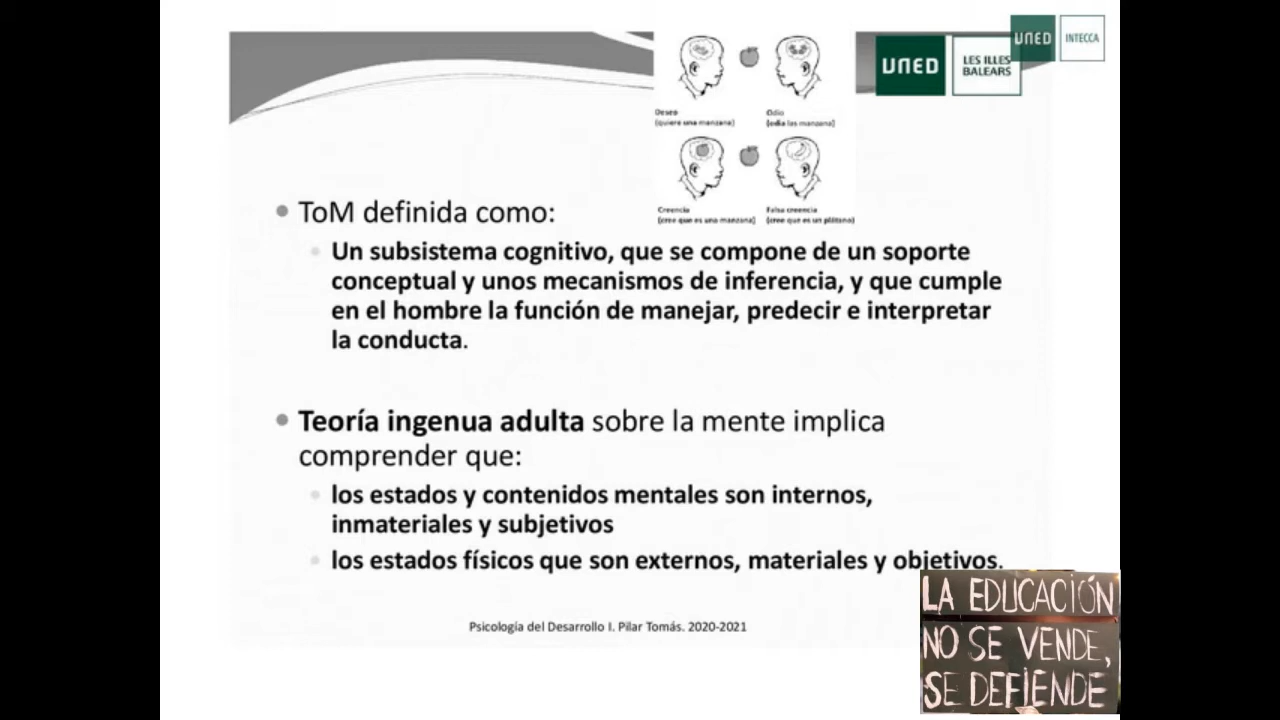 UNED
INTECCA
UNED
LES ILLES
BALEARS
Deseo
(quiere una manzana)
Odio
(odia las manzana)
Creencia
(cree que es una manzana)
Falsa creencia
(cree que es un plátano)
ToM definida como:
Un subsistema cognitivo, que se compone de un soporte
conceptual y unos mecanismos de inferencia, y que cumple
en el hombre la función de manejar, predecir e interpretar
la conducta.
Teoría ingenua adulta sobre la mente implica
comprender que:
los estados y contenidos mentales son internos,
inmateriales y subjetivos
los estados físicos que son externos, materiales y objetivos.
Psicología del Desarrollo I. Pilar Tomás. 2020-2021
LA EDUCACIÓN
NO SE VENDE,
SE DEFIENDE